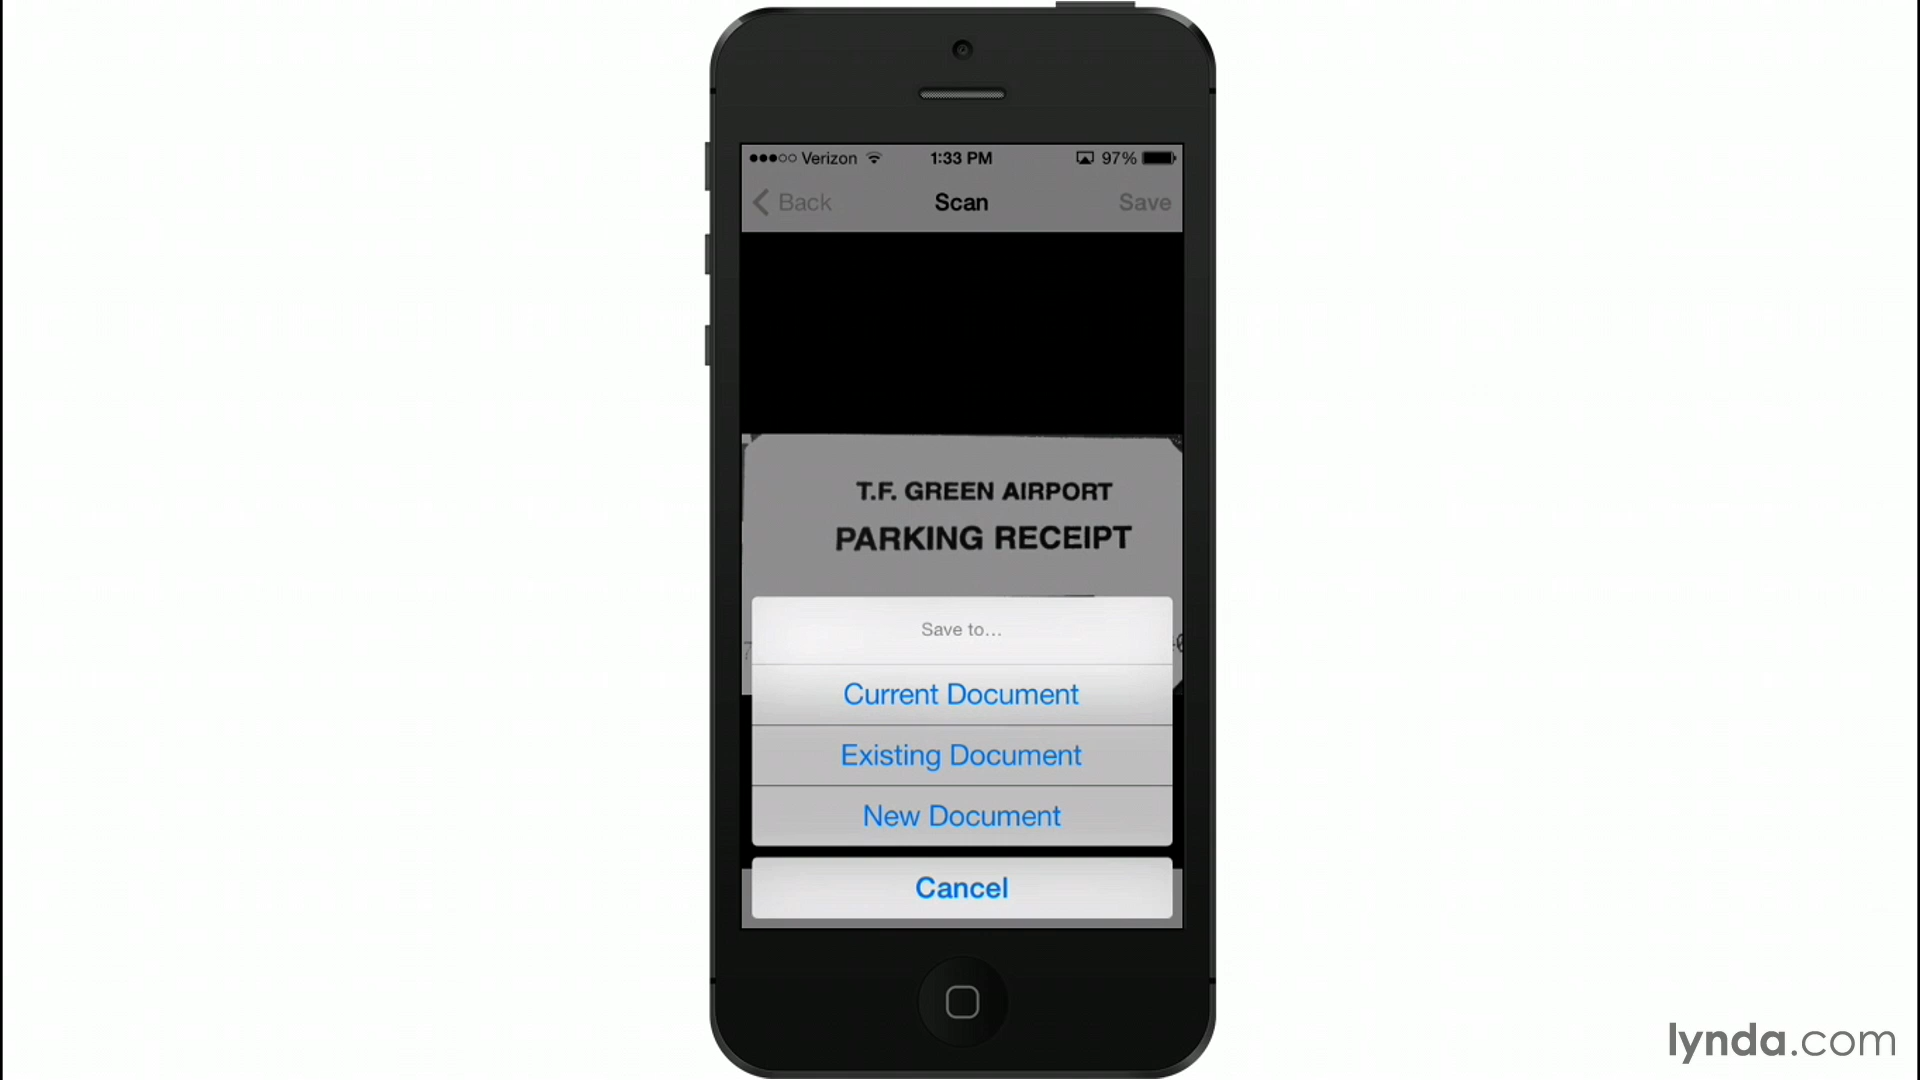 Verizon 1:33 PM 97%
Back Scan Save
T.F. GREEN AIRPORT
PARKING RECEIPT
Save to...
Current Document
Existing Document
New Document
Cancel
lynda.com